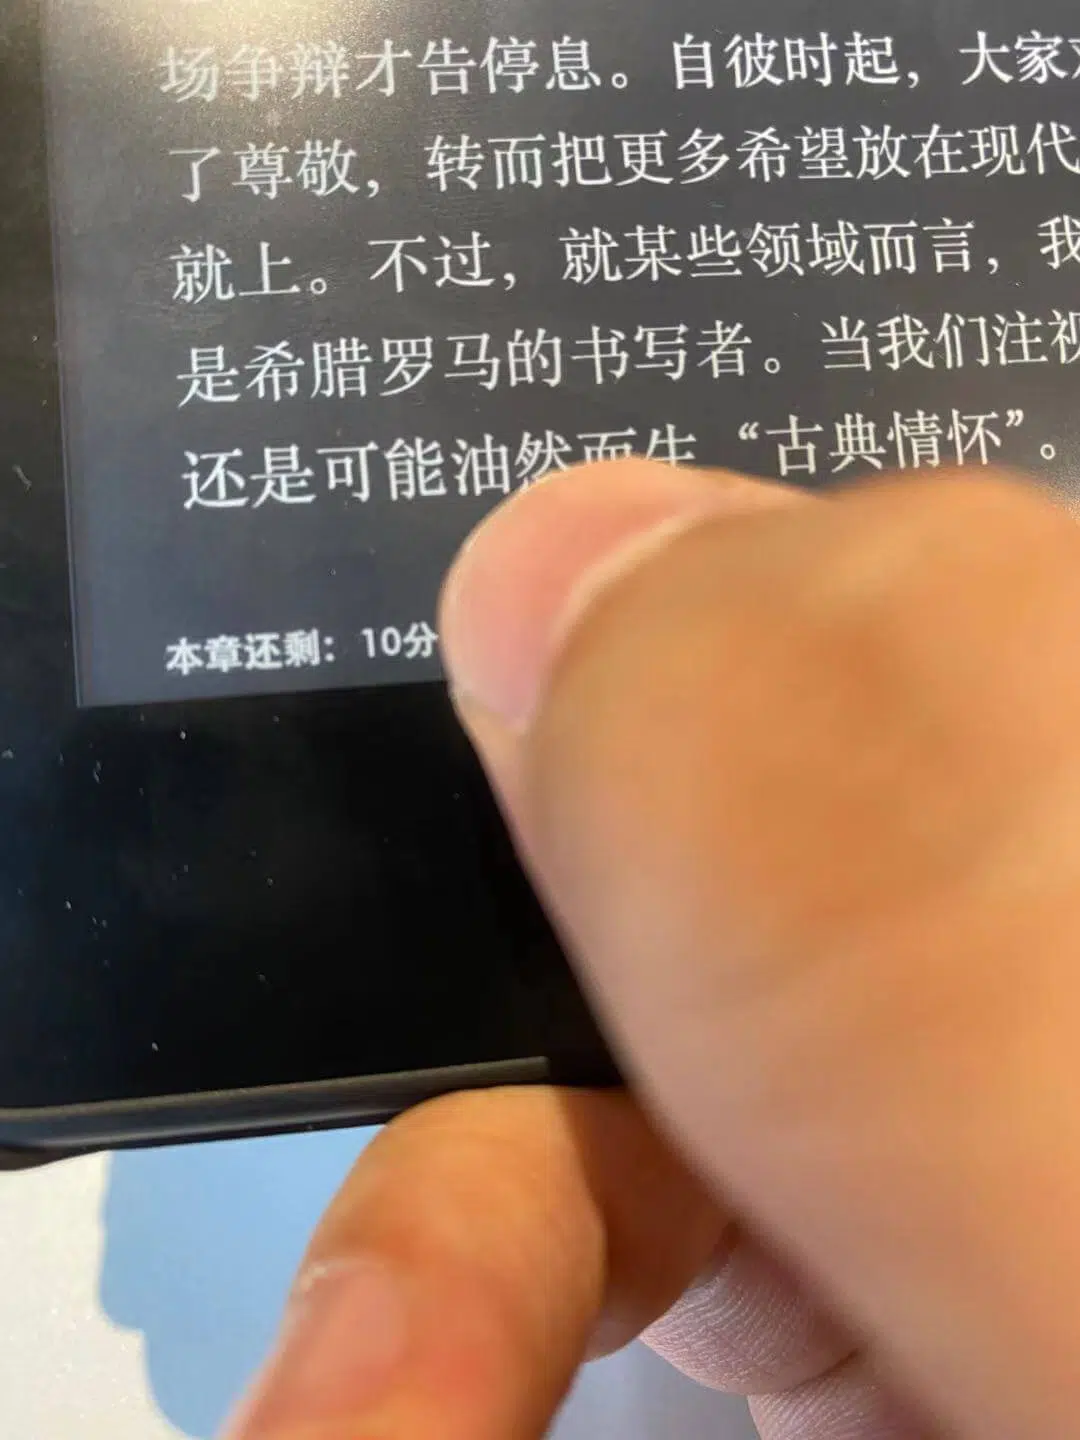 场争辩才告停息。自彼时起，大家
了尊敬，转而把更多希望放在现代
就上。不过，就某些领域而言，我
是希腊罗马的书写者。当我们注视
还是可能油然而生“古典情怀”。
本章还剩：10分